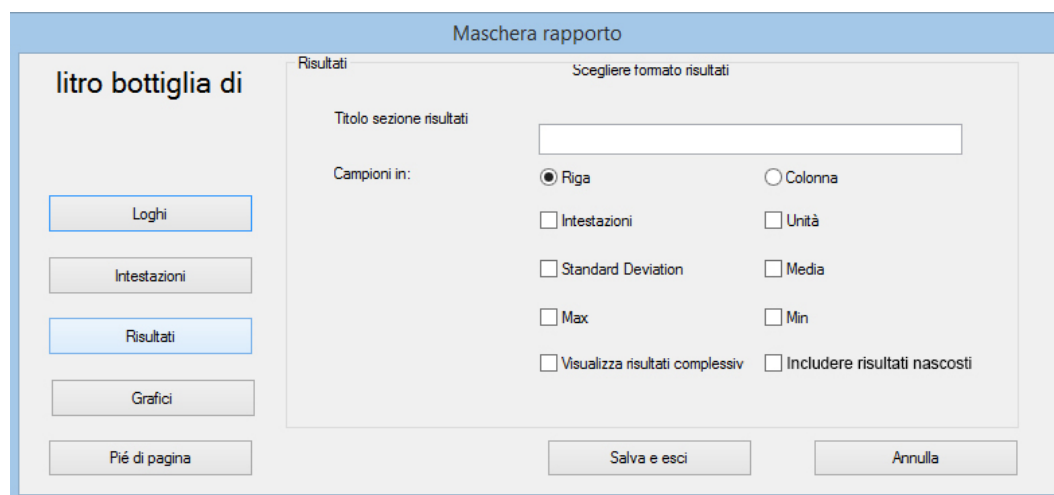 Maschera rapporto
litro bottiglia di
Loghi
Intestazioni
Risultati
Grafici
Pié di pagina
Risultati
Scegliere formato risultati
Titolo sezione risultati
Campioni in:
Riga
Colonna
Intestazioni
Unità
Standard Deviation
Media
Max
Min
Visualizza risultati complessiv
Includere risultati nascosti
Salva e esci
Annulla